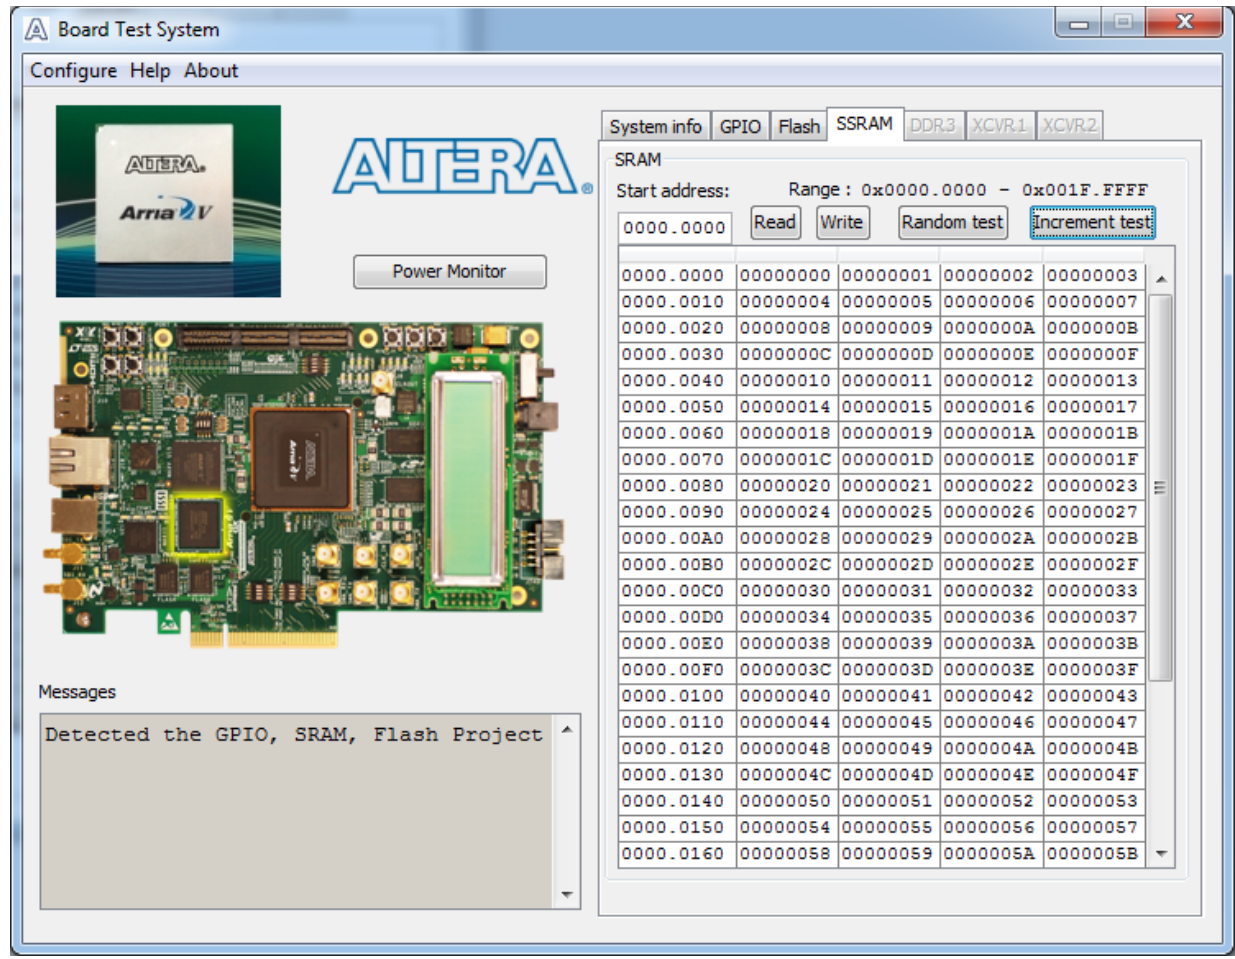 Board Test System
Configure Help About
ALTERA®
Arria V
ALTERA®
Power Monitor
System info GPIO Flash SSRAM DDR3 XCVR1 XCVR2
SRAM
Start address: Range : 0x0000.0000 - 0x001F.FFFF
0000.0000 Read Write Random test Increment test
0000.0000 00000000 00000001 00000002 00000003
0000.0010 00000004 00000005 00000006 00000007
0000.0020 00000008 00000009 0000000A 0000000B
0000.0030 0000000C 0000000D 0000000E 0000000F
0000.0040 00000010 00000011 00000012 00000013
0000.0050 00000014 00000015 00000016 00000017
0000.0060 00000018 00000019 0000001A 0000001B
0000.0070 0000001C 0000001D 0000001E 0000001F
0000.0080 00000020 00000021 00000022 00000023
0000.0090 00000024 00000025 00000026 00000027
0000.00A0 00000028 00000029 0000002A 0000002B
0000.00B0 0000002C 0000002D 0000002E 0000002F
0000.00C0 00000030 00000031 00000032 00000033
0000.00D0 00000034 00000035 00000036 00000037
0000.00E0 00000038 00000039 0000003A 0000003B
0000.00F0 0000003C 0000003D 0000003E 0000003F
0000.0100 00000040 00000041 00000042 00000043
0000.0110 00000044 00000045 00000046 00000047
0000.0120 00000048 00000049 0000004A 0000004B
0000.0130 0000004C 0000004D 0000004E 0000004F
0000.0140 00000050 00000051 00000052 00000053
0000.0150 00000054 00000055 00000056 00000057
0000.0160 00000058 00000059 0000005A 0000005B
Arria V
ALTERA
ISSI
FLASH FLASH
Messages
Detected the GPIO, SRAM, Flash Project